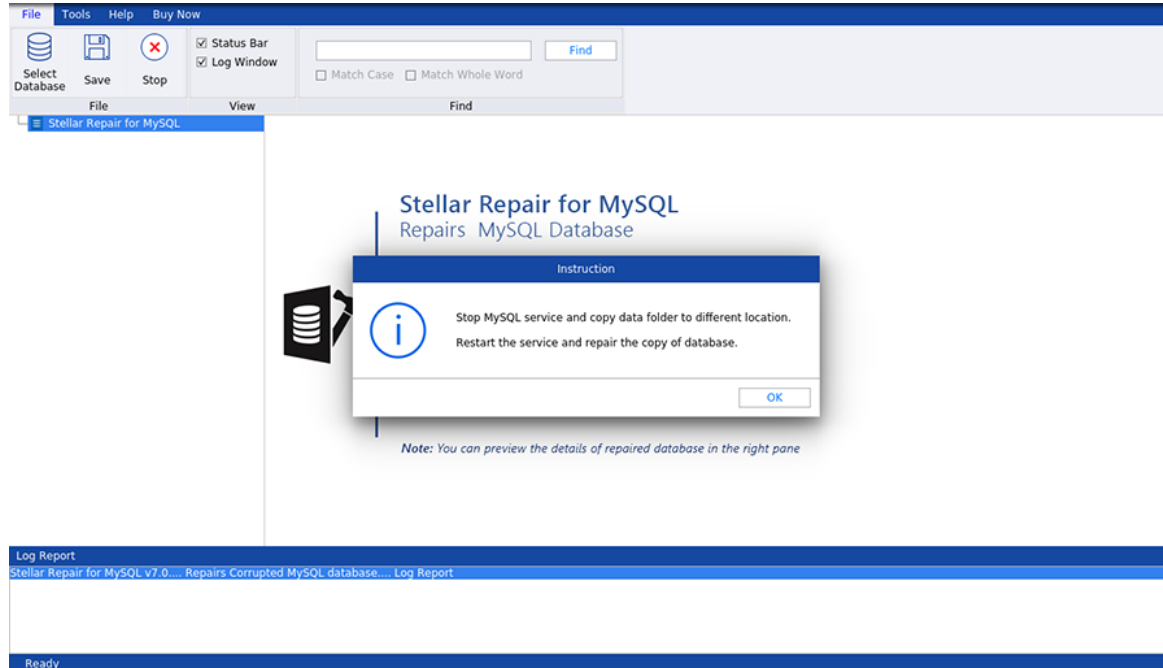 File Tools Help Buy Now
Select
Database
Save
Stop
File
Status Bar
Log Window
View
Find
Match Case Match Whole Word
Find
Stellar Repair for MySQL
Stellar Repair for MySQL
Repairs MySQL Database
Instruction
Stop MySQL service and copy data folder to different location.
Restart the service and repair the copy of database.
OK
Note: You can preview the details of repaired database in the right pane
Log Report
Stellar Repair for MySQL v7.0.... Repairs Corrupted MySQL database.... Log Report
Ready